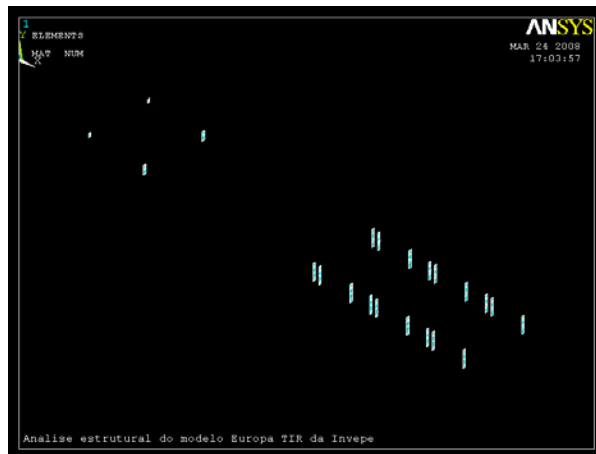 1
ELEMENTS
MAT NUM
Y
X
ANSYS
MAR 24 2008
17:03:57
Analise estrutural do modelo Europa TIR da Invepe